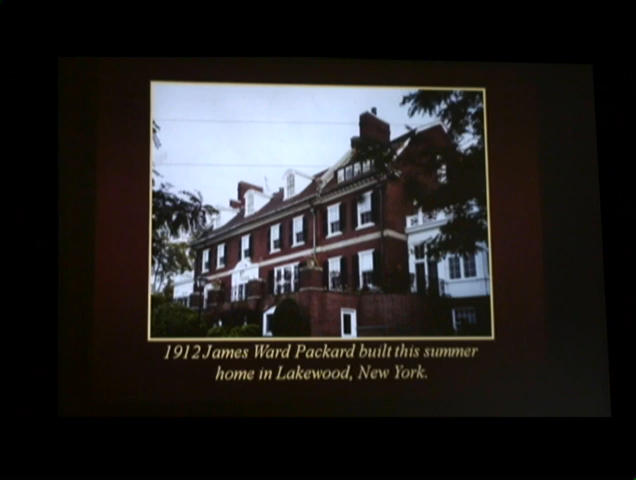 1912 James Ward Packard built this summer
home in Lakewood, New York.